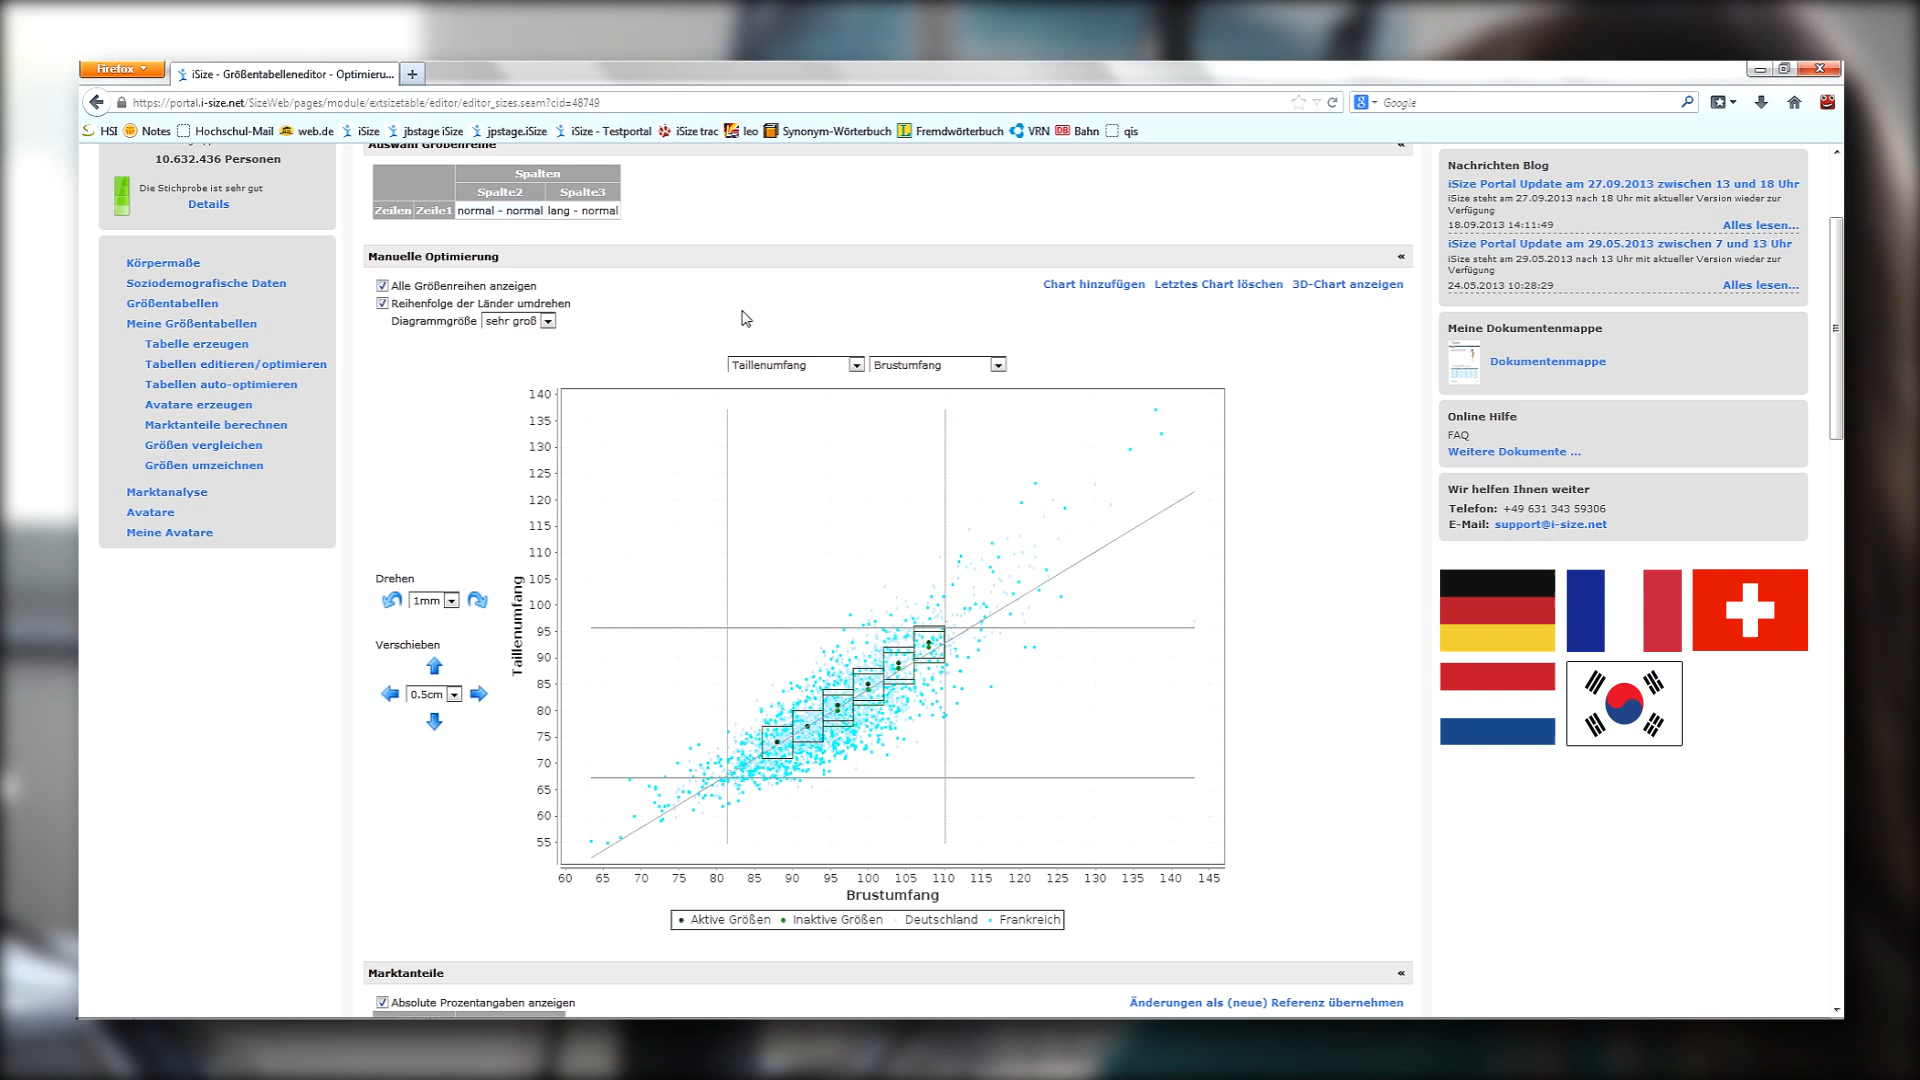 Firefox
iSize - Größentabelleneditor - Optimieru...
https://portal.i-size.net/SizeWeb/pages/module/extsizetable/editor/editor_sizes.seam?cid=48749
Google
HSI Notes Hochschul-Mail web.de iSize jbstage iSize jpstage.iSize iSize - Testportal iSize trac leo Synonym-Wörterbuch Fremdwörterbuch VRN DB Bahn qis
10.632.436 Personen
Die Stichprobe ist sehr gut
Details
Körpermaße
Soziodemografische Daten
Größentabellen
Meine Größentabellen
Tabelle erzeugen
Tabellen editieren/optimieren
Tabellen auto-optimieren
Avatare erzeugen
Marktanteile berechnen
Größen vergleichen
Größen umzeichnen
Marktanalyse
Avatare
Meine Avatare
Auswahl Größenreihe
Spalten
Spalte2 Spalte3
Zeilen Zeile1 normal - normal lang - normal
Manuelle Optimierung
Alle Größenreihen anzeigen
Reihenfolge der Länder umdrehen
Diagrammgröße sehr groß
Chart hinzufügen Letztes Chart löschen 3D-Chart anzeigen
Taillenumfang Brustumfang
Drehen
1mm
Verschieben
0.5cm
Taillenumfang
140
135
130
125
120
115
110
105
100
95
90
85
80
75
70
65
60
55
60 65 70 75 80 85 90 95 100 105 110 115 120 125 130 135 140 145
Brustumfang
Aktive Größen Inaktive Größen Deutschland Frankreich
Marktanteile
Absolute Prozentangaben anzeigen
Änderungen als (neue) Referenz übernehmen
Nachrichten Blog
iSize Portal Update am 27.09.2013 zwischen 13 und 18 Uhr
iSize steht am 27.09.2013 nach 18 Uhr mit aktueller Version wieder zur
Verfügung
18.09.2013 14:11:49 Alles lesen...
iSize Portal Update am 29.05.2013 zwischen 7 und 13 Uhr
iSize steht am 29.05.2013 nach 13 Uhr mit aktueller Version wieder zur
Verfügung
24.05.2013 10:28:29 Alles lesen...
Meine Dokumentenmappe
Dokumentenmappe
Online Hilfe
FAQ
Weitere Dokumente ...
Wir helfen Ihnen weiter
Telefon: +49 631 343 59306
E-Mail: support@i-size.net